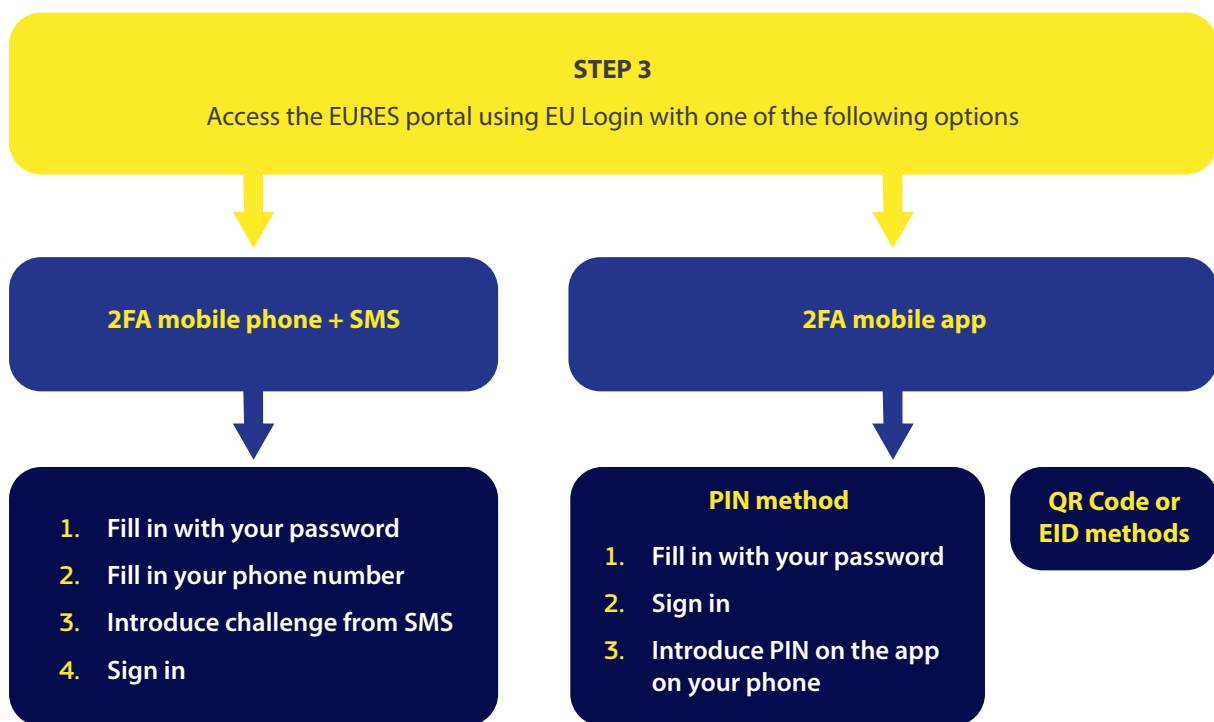 STEP 3
Access the EURES portal using EU Login with one of the following options
2FA mobile phone + SMS
1. Fill in with your password
2. Fill in your phone number
3. Introduce challenge from SMS
4. Sign in
2FA mobile app
PIN method
1. Fill in with your password
2. Sign in
3. Introduce PIN on the app
on your phone
QR Code or
EID methods